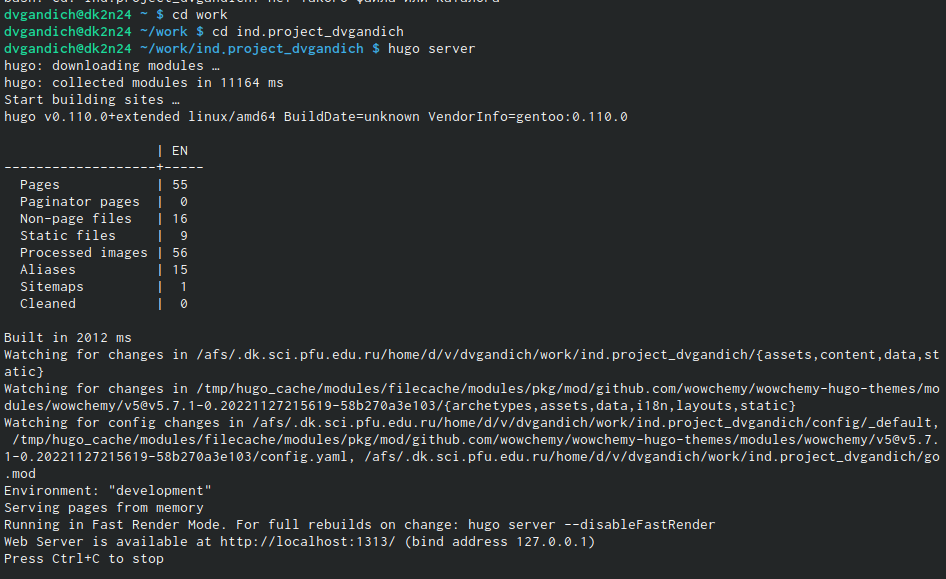 bash: cd: ind.project_dvgandich: Нет такого файла или каталога
dvgandich@dk2n24 ~ $ cd work
dvgandich@dk2n24 ~/work $ cd ind.project_dvgandich
dvgandich@dk2n24 ~/work/ind.project_dvgandich $ hugo server
hugo: downloading modules …
hugo: collected modules in 11164 ms
Start building sites …
hugo v0.110.0+extended linux/amd64 BuildDate=unknown VendorInfo=gentoo:0.110.0
                   | EN
-------------------+-----
  Pages            | 55
  Paginator pages  |  0
  Non-page files   | 16
  Static files     |  9
  Processed images | 56
  Aliases          | 15
  Sitemaps         |  1
  Cleaned          |  0
Built in 2012 ms
Watching for changes in /afs/.dk.sci.pfu.edu.ru/home/d/v/dvgandich/work/ind.project_dvgandich/{assets,content,data,st
atic}
Watching for changes in /tmp/hugo_cache/modules/filecache/modules/pkg/mod/github.com/wowchemy/wowchemy-hugo-themes/mo
dules/wowchemy/v5@v5.7.1-0.20221127215619-58b270a3e103/{archetypes,assets,data,i18n,layouts,static}
Watching for config changes in /afs/.dk.sci.pfu.edu.ru/home/d/v/dvgandich/work/ind.project_dvgandich/config/_default,
 /tmp/hugo_cache/modules/filecache/modules/pkg/mod/github.com/wowchemy/wowchemy-hugo-themes/modules/wowchemy/v5@v5.7.
1-0.20221127215619-58b270a3e103/config.yaml, /afs/.dk.sci.pfu.edu.ru/home/d/v/dvgandich/work/ind.project_dvgandich/go
.mod
Environment: "development"
Serving pages from memory
Running in Fast Render Mode. For full rebuilds on change: hugo server --disableFastRender
Web Server is available at http://localhost:1313/ (bind address 127.0.0.1)
Press Ctrl+C to stop